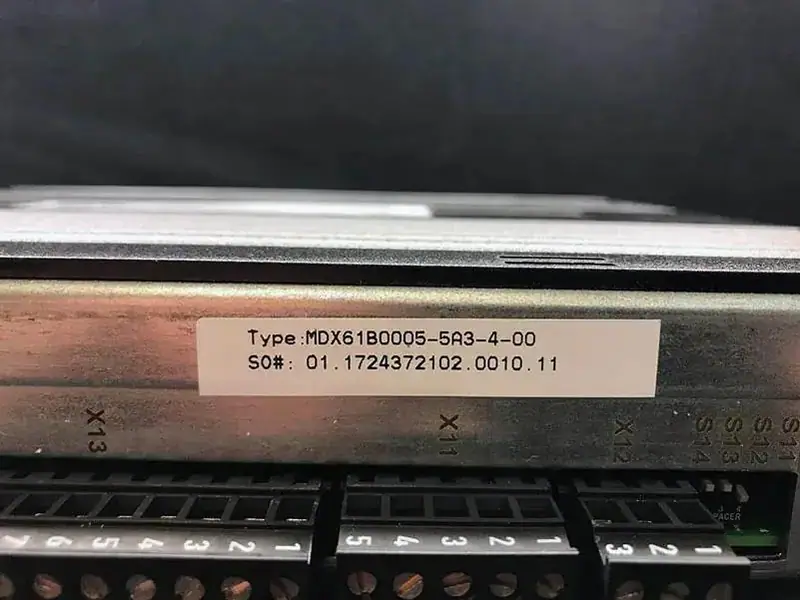 Type:MDX61B0005-5A3-4-00
SO#: 01.1724372102.0010.11
X13
X11
X12
S14
S13
S12
S11
7 6 5 4 3 2 1
5 4 3 2 1
3 2 1